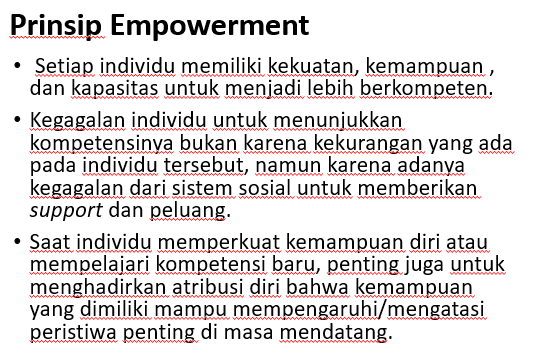 Prinsip Empowerment
• Setiap individu memiliki kekuatan, kemampuan ,
dan kapasitas untuk menjadi lebih berkompeten.
• Kegagalan individu untuk menunjukkan
kompetensinya bukan karena kekurangan yang ada
pada individu tersebut, namun karena adanya
kegagalan dari sistem sosial untuk memberikan
support dan peluang.
• Saat individu memperkuat kemampuan diri atau
mempelajari kompetensi baru, penting juga untuk
menghadirkan atribusi diri bahwa kemampuan
yang dimiliki mampu mempengaruhi/mengatasi
peristiwa penting di masa mendatang.